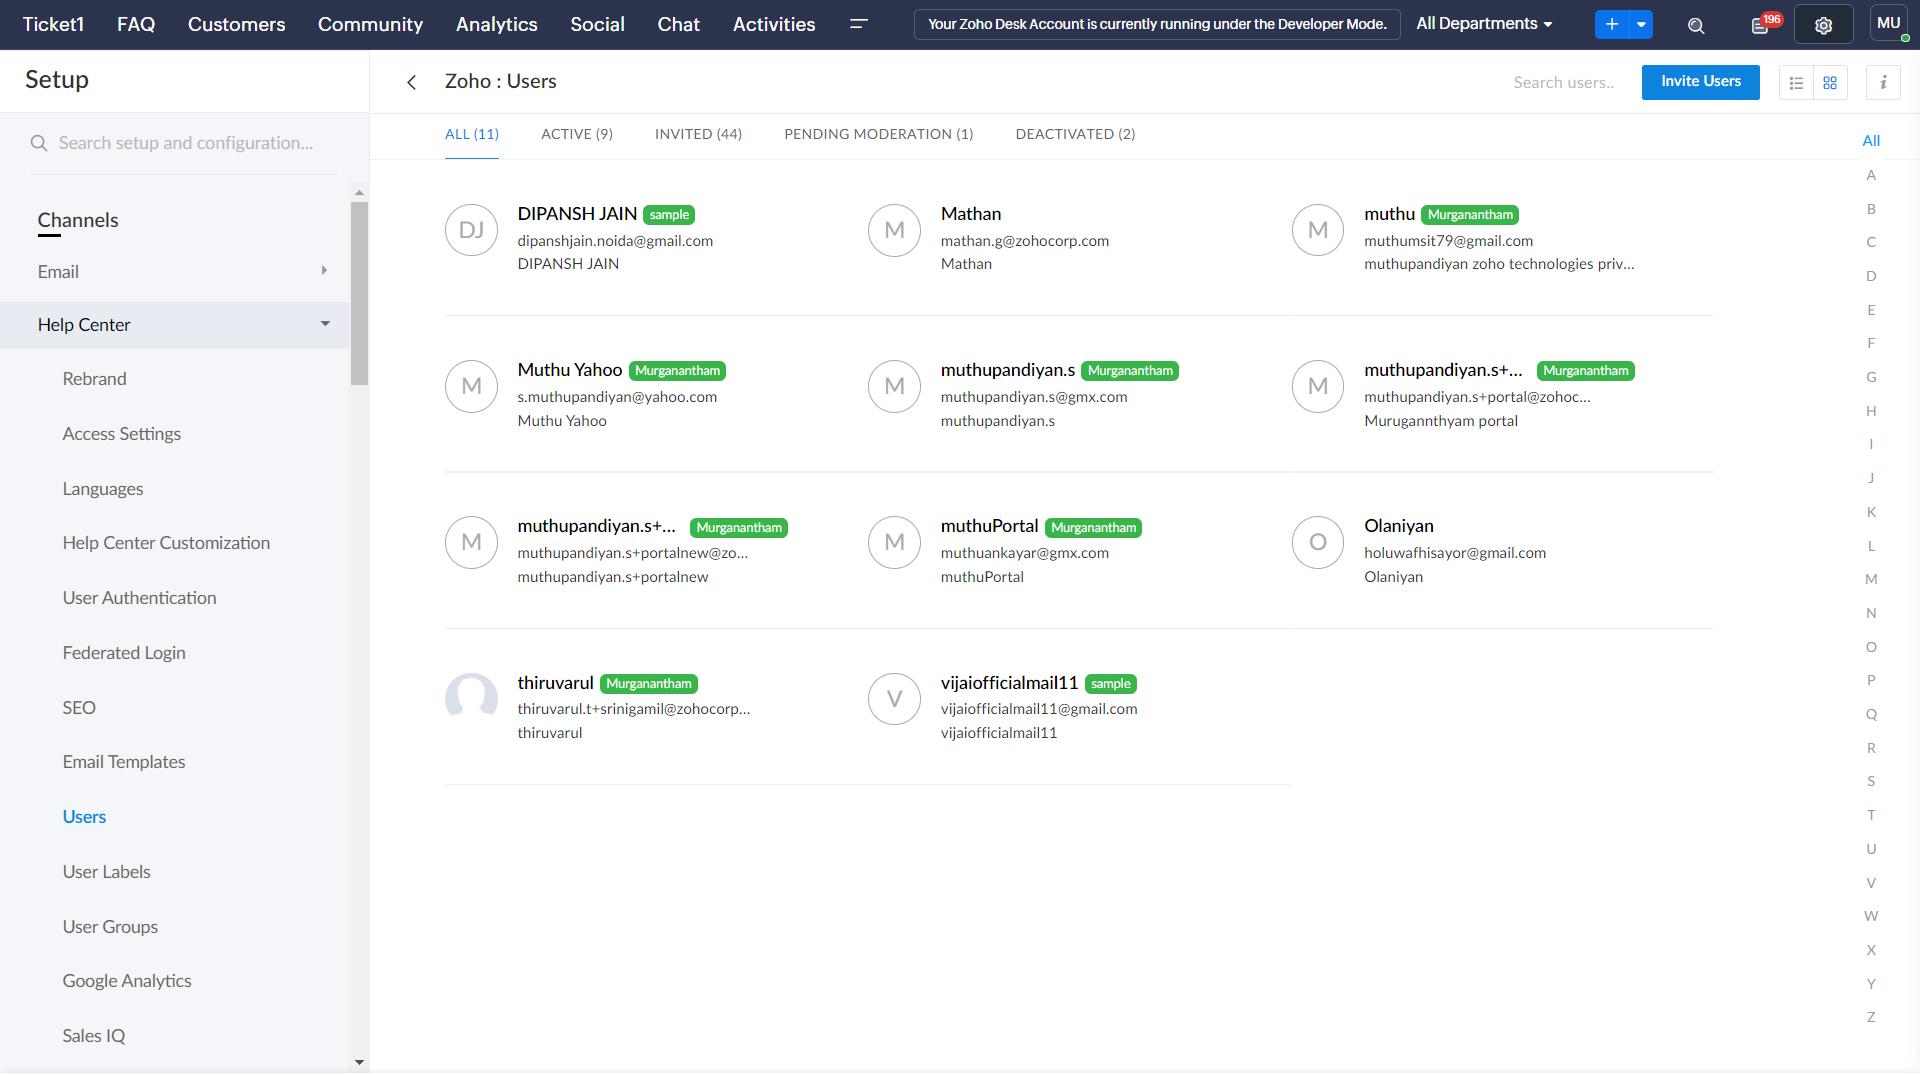 Ticket1 FAQ Customers Community Analytics Social Chat Activities Your Zoho Desk Account is currently running under the Developer Mode. All Departments 196 MU
Setup
Zoho : Users
Search users..
Invite Users
i
Search setup and configuration...
ALL (11) ACTIVE (9) INVITED (44) PENDING MODERATION (1) DEACTIVATED (2)
Channels
Email
Help Center
Rebrand
Access Settings
Languages
Help Center Customization
User Authentication
Federated Login
SEO
Email Templates
Users
User Labels
User Groups
Google Analytics
Sales IQ
DJ
DIPANSH JAIN sample
dipanshjain.noida@gmail.com
DIPANSH JAIN
M
Mathan
mathan.g@zohocorp.com
Mathan
M
muthu Murganantham
muthumsit79@gmail.com
muthupandiyan zoho technologies priv...
M
Muthu Yahoo Murganantham
s.muthupandiyan@yahoo.com
Muthu Yahoo
M
muthupandiyan.s Murganantham
muthupandiyan.s@gmx.com
muthupandiyan.s
M
muthupandiyan.s+... Murganantham
muthupandiyan.s+portal@zohoc...
Murugannthyam portal
M
muthupandiyan.s+... Murganantham
muthupandiyan.s+portalnew@zo...
muthupandiyan.s+portalnew
M
muthuPortal Murganantham
muthuankayar@gmx.com
muthuPortal
O
Olaniyan
holuwafhisayor@gmail.com
Olaniyan
thiruvarul Murganantham
thiruvarul.t+srinigamil@zohocorp...
thiruvarul
V
vijaiofficialmail11 sample
vijaiofficialmail11@gmail.com
vijaiofficialmail11
All
A
B
C
D
E
F
G
H
I
J
K
L
M
N
O
P
Q
R
S
T
U
V
W
X
Y
Z